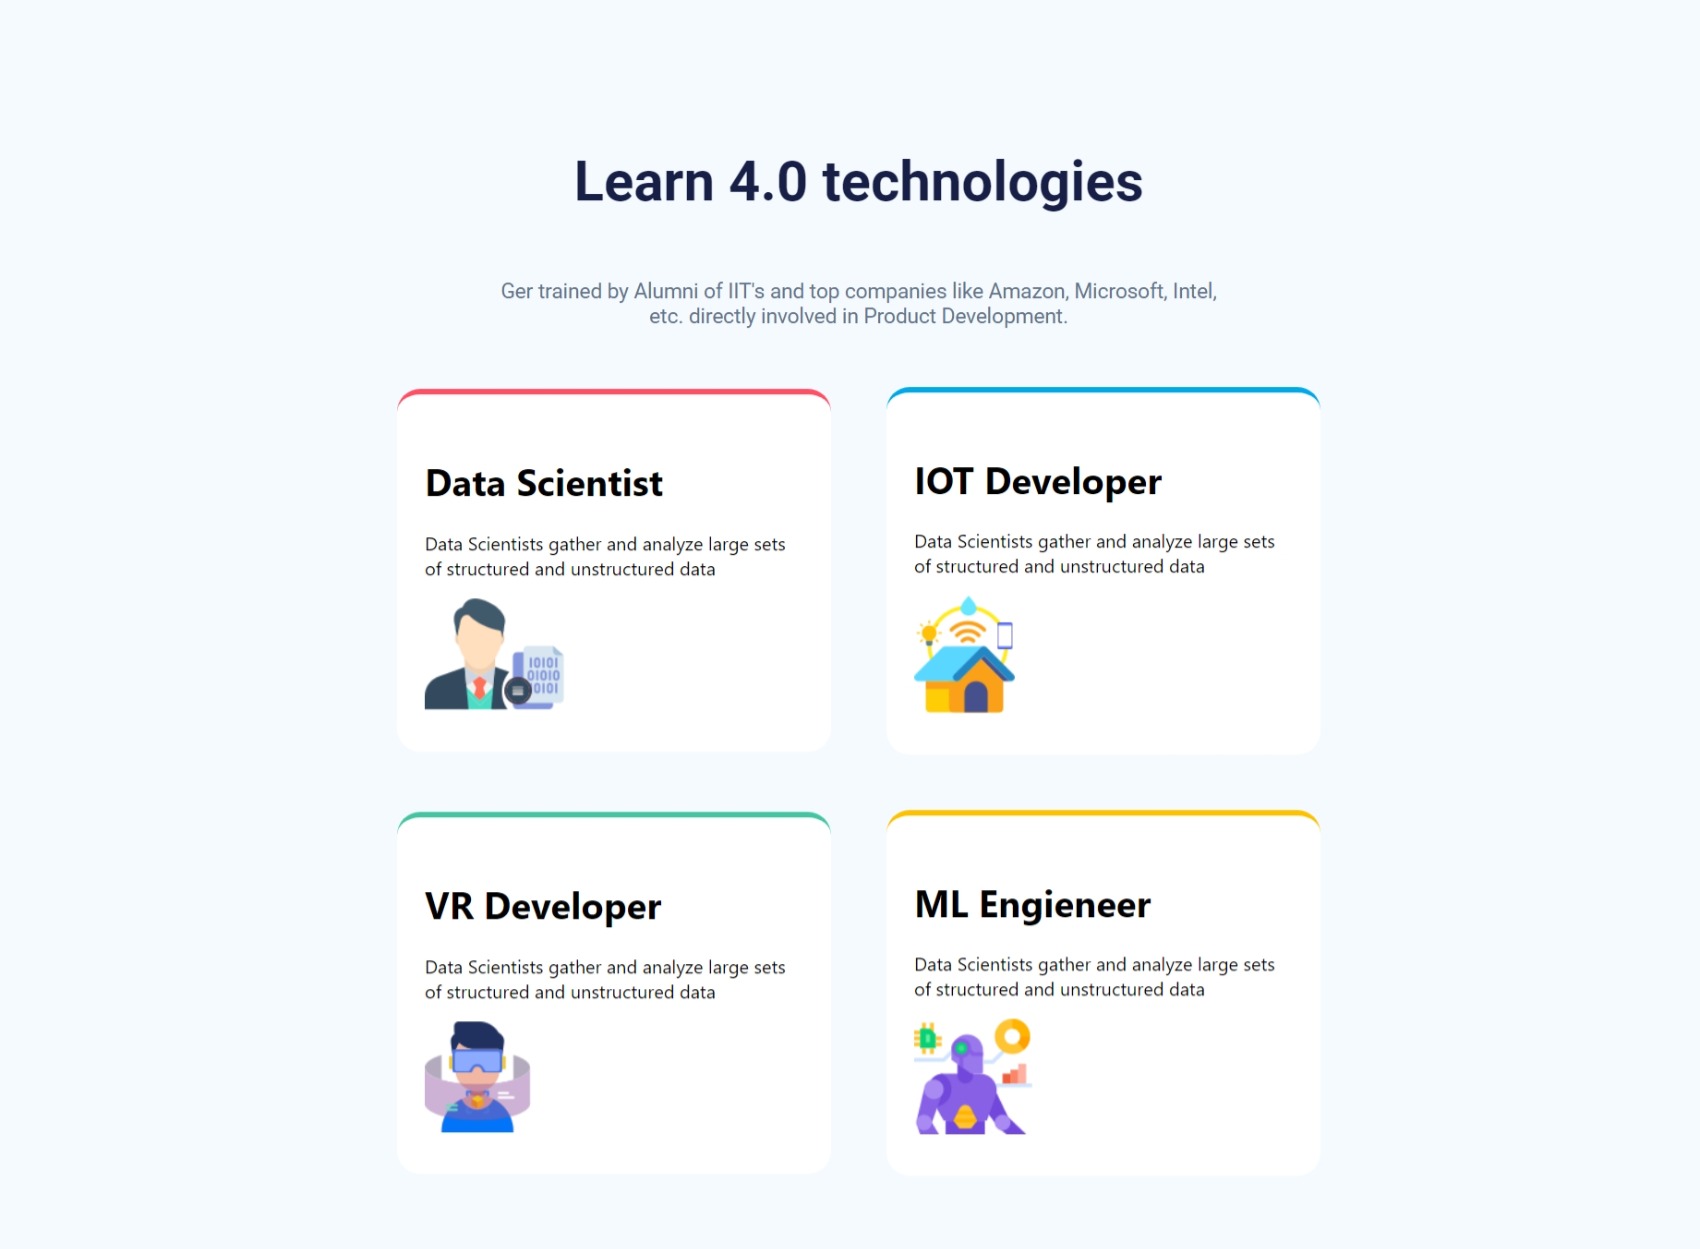 Learn 4.0 technologies
Ger trained by Alumni of IIT's and top companies like Amazon, Microsoft, Intel,
etc. directly involved in Product Development.
Data Scientist
Data Scientists gather and analyze large sets
of structured and unstructured data
10101
01010
10101
IOT Developer
Data Scientists gather and analyze large sets
of structured and unstructured data
VR Developer
Data Scientists gather and analyze large sets
of structured and unstructured data
ML Engieneer
Data Scientists gather and analyze large sets
of structured and unstructured data